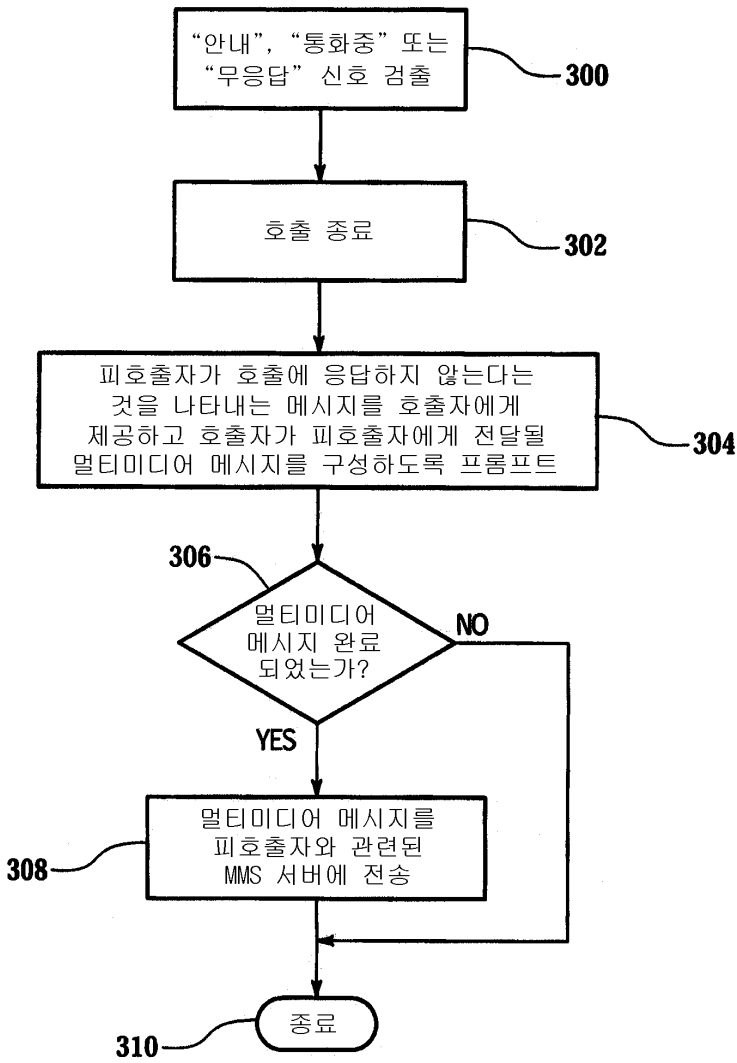 “안내”, “통화중” 또는
“무응답” 신호 검출
300
호출 종료
302
피호출자가 호출에 응답하지 않는다는
것을 나타내는 메시지를 호출자에게
제공하고 호출자가 피호출자에게 전달될
멀티미디어 메시지를 구성하도록 프롬프트
304
306
멀티미디어
메시지 완료
되었는가?
NO
YES
멀티미디어 메시지를
피호출자와 관련된
MMS 서버에 전송
308
종료
310